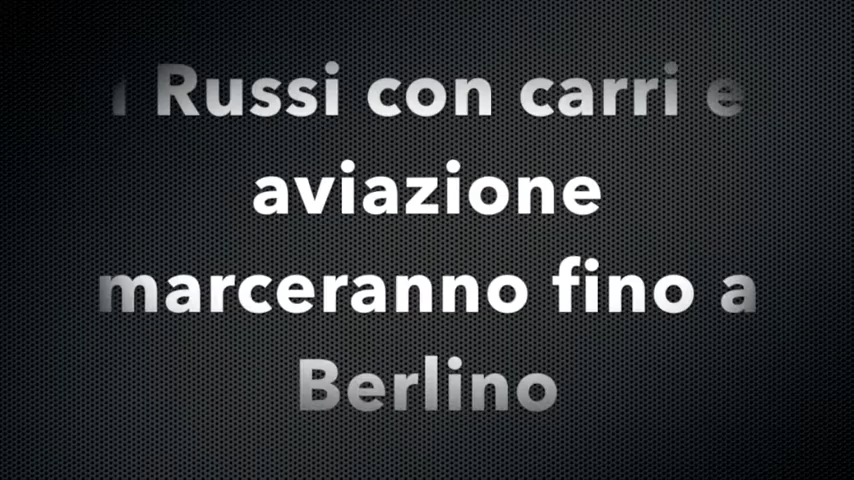 i Russi con carri e
aviazione
marceranno fino a
Berlino